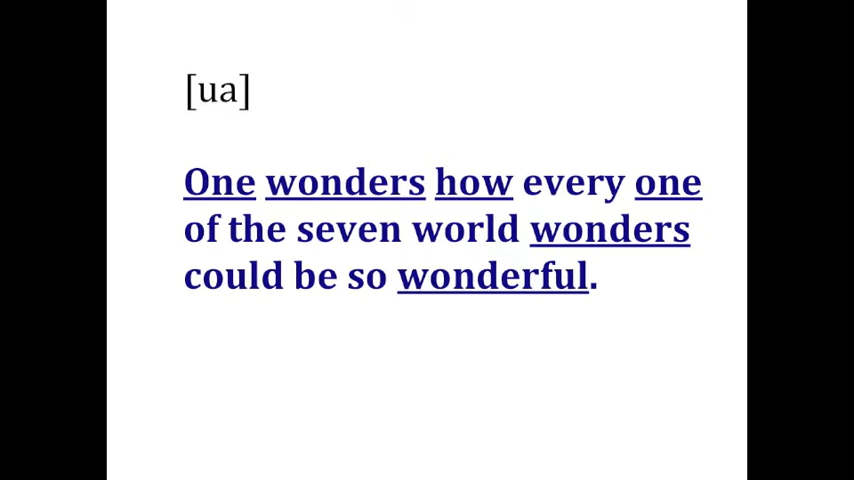 [ua]
One wonders how every one
of the seven world wonders
could be so wonderful.